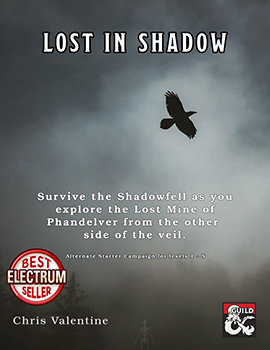 LOST IN SHADOW
Survive the Shadowfell as you
explore the Lost Mine of
Phandelver from the other
side of the veil.
Alternate Starter Campaign for levels 1 - 8
BEST
ELECTRUM
SELLER
Chris Valentine
GUILD